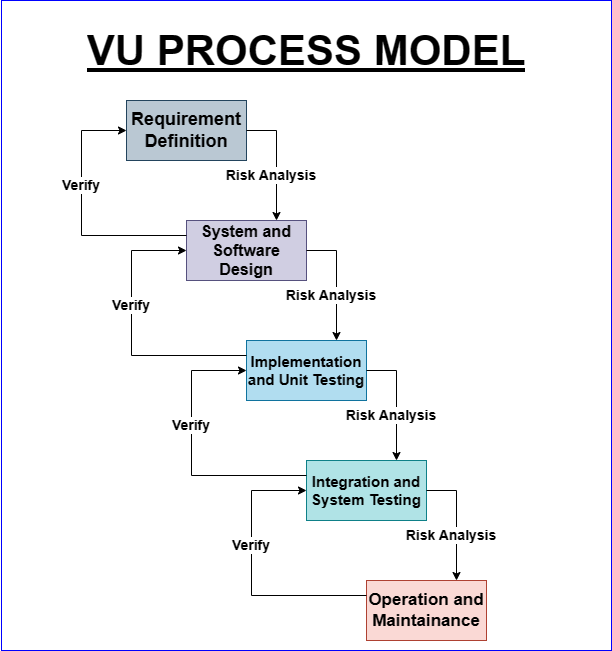 VU PROCESS MODEL
Requirement
Definition
Risk Analysis
Verify
System and
Software
Design
Risk Analysis
Verify
Implementation
and Unit Testing
Risk Analysis
Verify
Integration and
System Testing
Risk Analysis
Verify
Operation and
Maintainance